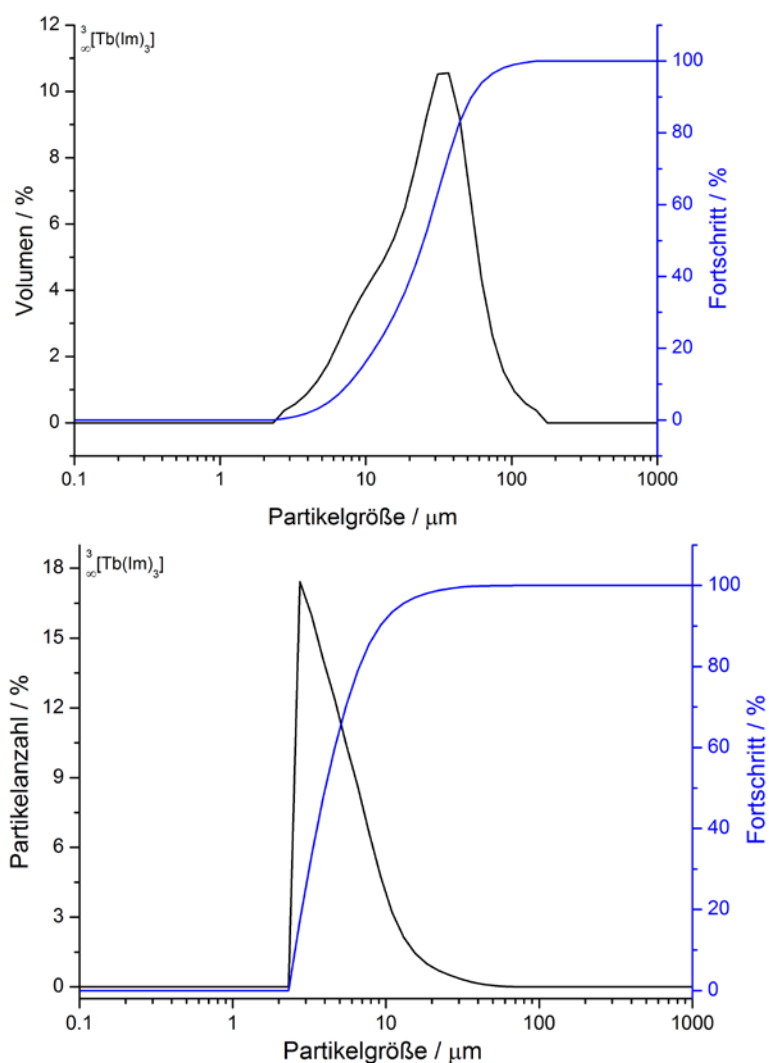 ³∞[Tb(Im)₃]
12
10
8
6
4
2
0
Volumen / %
100
80
60
40
20
0
Fortschritt / %
0.1 1 10 100 1000
Partikelgröße / μm
³∞[Tb(Im)₃]
18
15
12
9
6
3
0
Partikelanzahl / %
100
80
60
40
20
0
Fortschritt / %
0.1 1 10 100 1000
Partikelgröße / μm